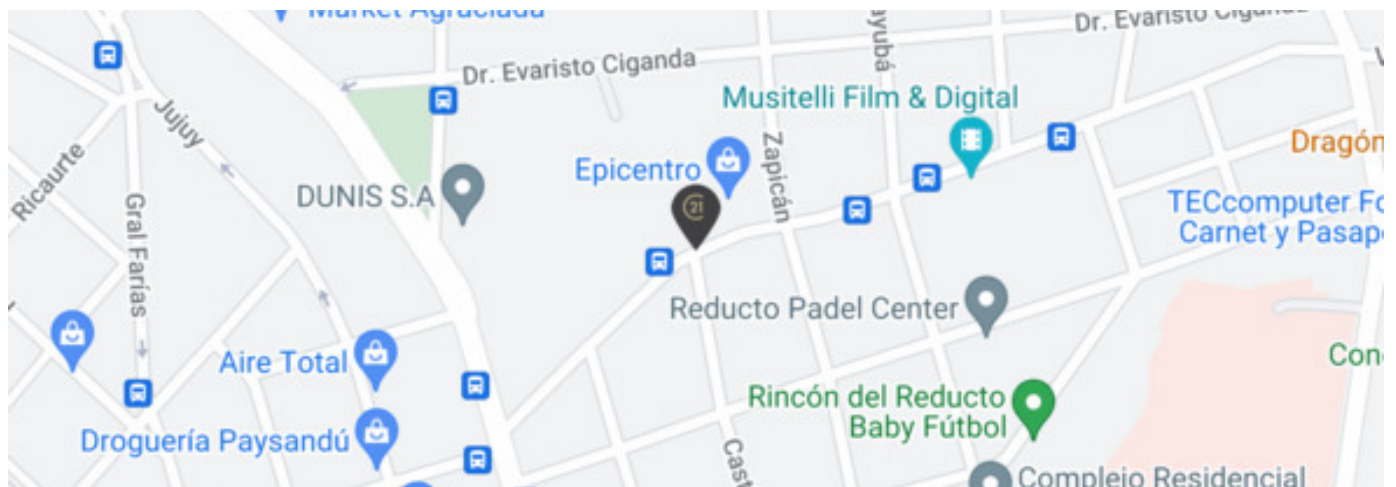 Market Agraciada
Dr. Evaristo Ciganda
Dr. Evaristo Ciganda
Jujuy
Musitelli Film & Digital
Zapicán
Ricaurte
Epicentro
DUNIS S.A
21
Gral Farías
Dragón
TECcomputer Fo
Carnet y Pasap
Reducto Padel Center
Aire Total
Rincón del Reducto
Baby Fútbol
Droguería Paysandú
Cast
Complejo Residencial